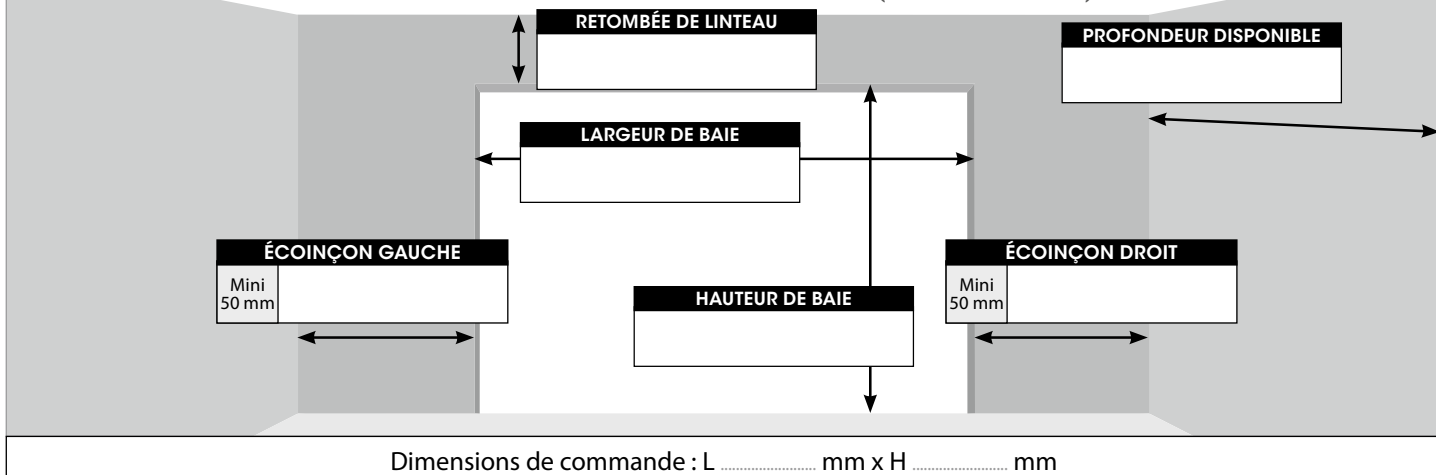 RETOMBÉE DE LINTEAU
PROFONDEUR DISPONIBLE
LARGEUR DE BAIE
ÉCOINÇON GAUCHE
Mini
50 mm
ÉCOINÇON DROIT
Mini
50 mm
HAUTEUR DE BAIE
Dimensions de commande : L .................... mm x H .................... mm